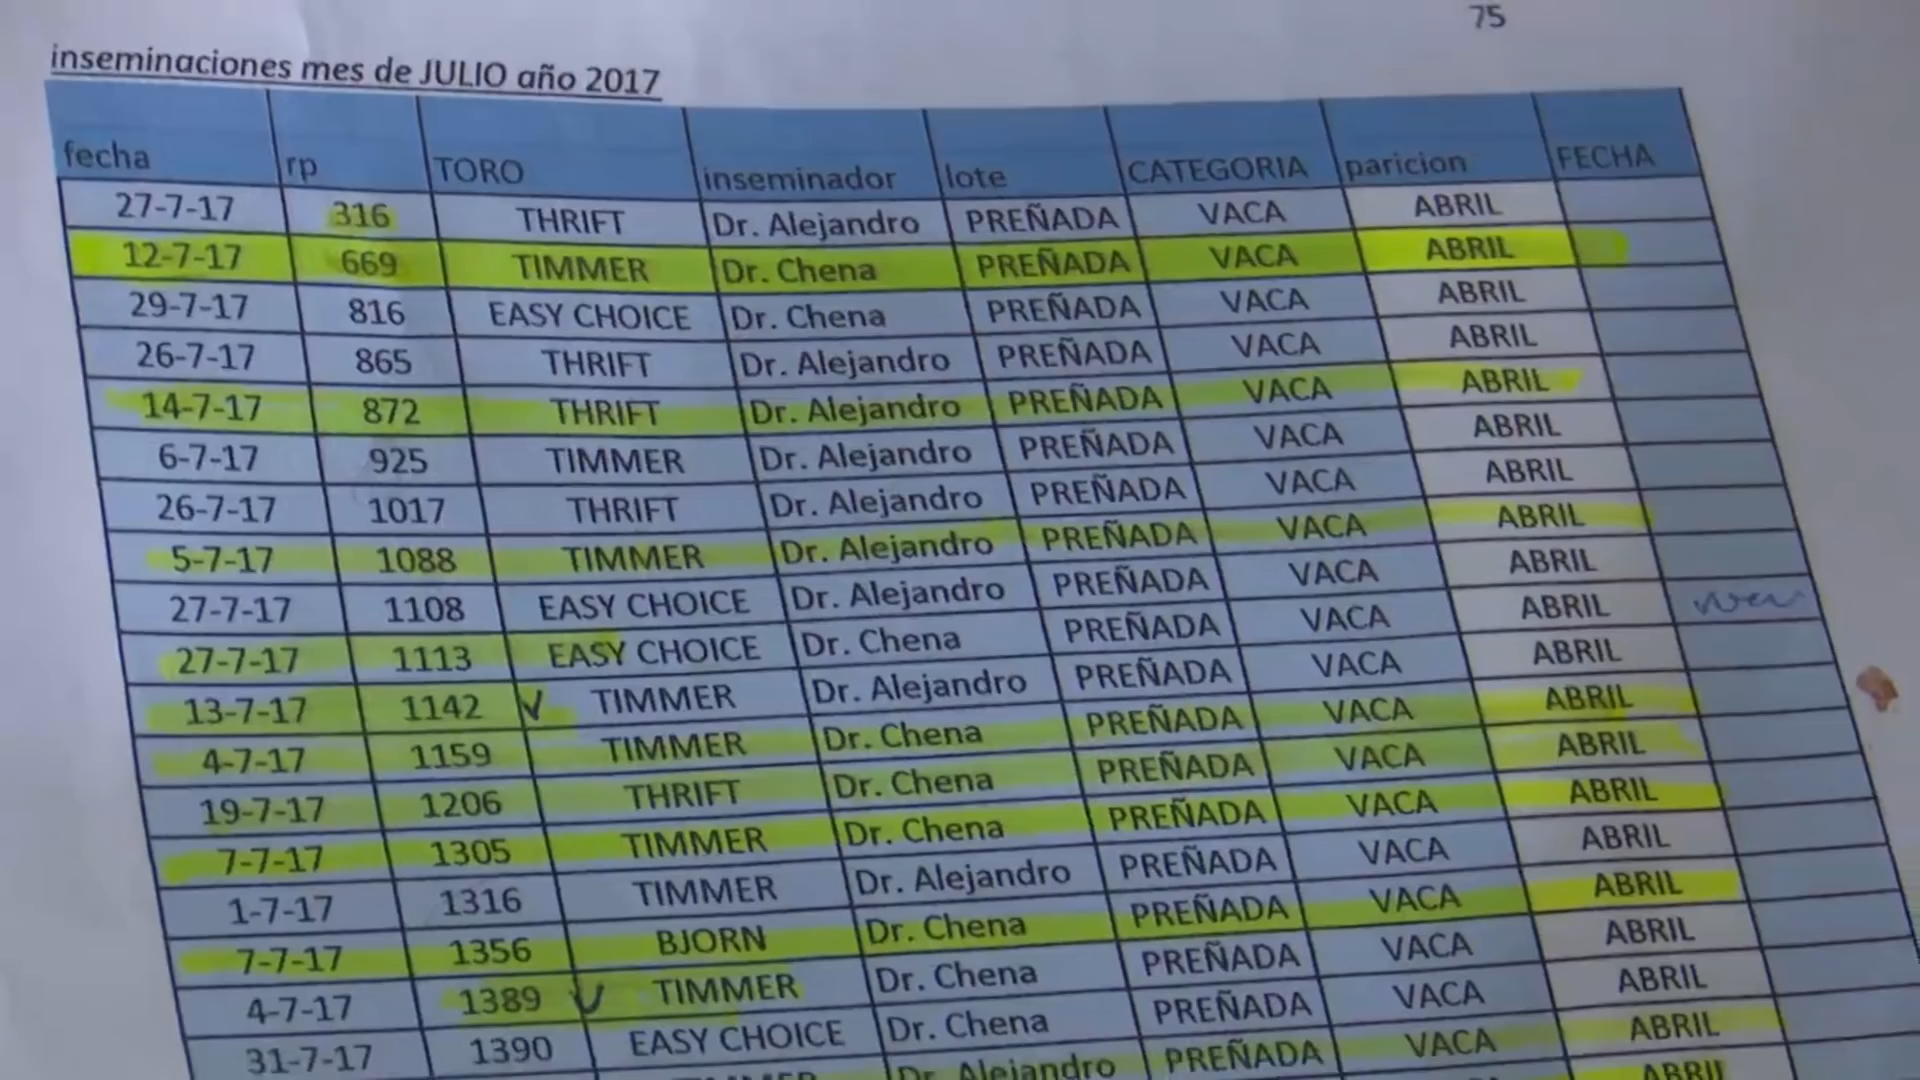 75
inseminaciones mes de JULIO año 2017
fecha rp TORO inseminador lote CATEGORIA paricion FECHA
27-7-17 316 THRIFT Dr. Alejandro PREÑADA VACA ABRIL
12-7-17 669 TIMMER Dr. Chena PREÑADA VACA ABRIL
29-7-17 816 EASY CHOICE Dr. Chena PREÑADA VACA ABRIL
26-7-17 865 THRIFT Dr. Alejandro PREÑADA VACA ABRIL
14-7-17 872 THRIFT Dr. Alejandro PREÑADA VACA ABRIL
6-7-17 925 TIMMER Dr. Alejandro PREÑADA VACA ABRIL
26-7-17 1017 THRIFT Dr. Alejandro PREÑADA VACA ABRIL
5-7-17 1088 TIMMER Dr. Alejandro PREÑADA VACA ABRIL
27-7-17 1108 EASY CHOICE Dr. Alejandro PREÑADA VACA ABRIL
27-7-17 1113 EASY CHOICE Dr. Chena PREÑADA VACA ABRIL
13-7-17 1142 TIMMER Dr. Alejandro PREÑADA VACA ABRIL
4-7-17 1159 TIMMER Dr. Chena PREÑADA VACA ABRIL
19-7-17 1206 THRIFT Dr. Chena PREÑADA VACA ABRIL
7-7-17 1305 TIMMER Dr. Chena PREÑADA VACA ABRIL
1-7-17 1316 TIMMER Dr. Alejandro PREÑADA VACA ABRIL
7-7-17 1356 BJORN Dr. Chena PREÑADA VACA ABRIL
4-7-17 1389 TIMMER Dr. Chena PREÑADA VACA ABRIL
31-7-17 1390 EASY CHOICE Dr. Chena PREÑADA VACA ABRIL
TIMMER Dr. Alejandro PREÑADA VACA ABRIL
ABRIL